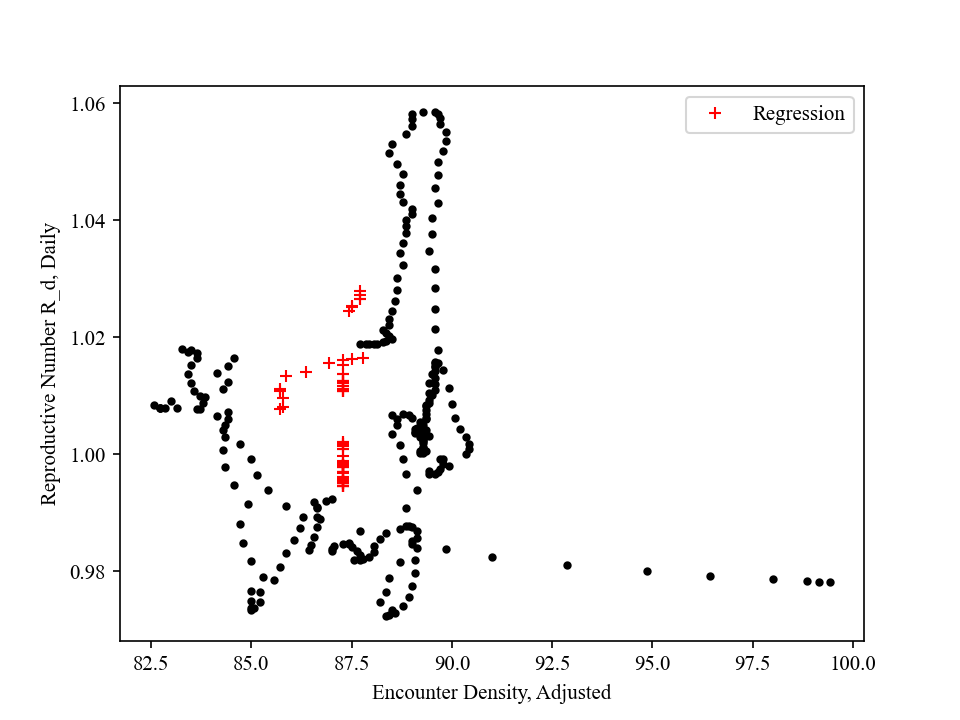 Regression
1.06
1.04
1.02
1.00
0.98
Reproductive Number R_d, Daily
82.5 85.0 87.5 90.0 92.5 95.0 97.5 100.0
Encounter Density, Adjusted